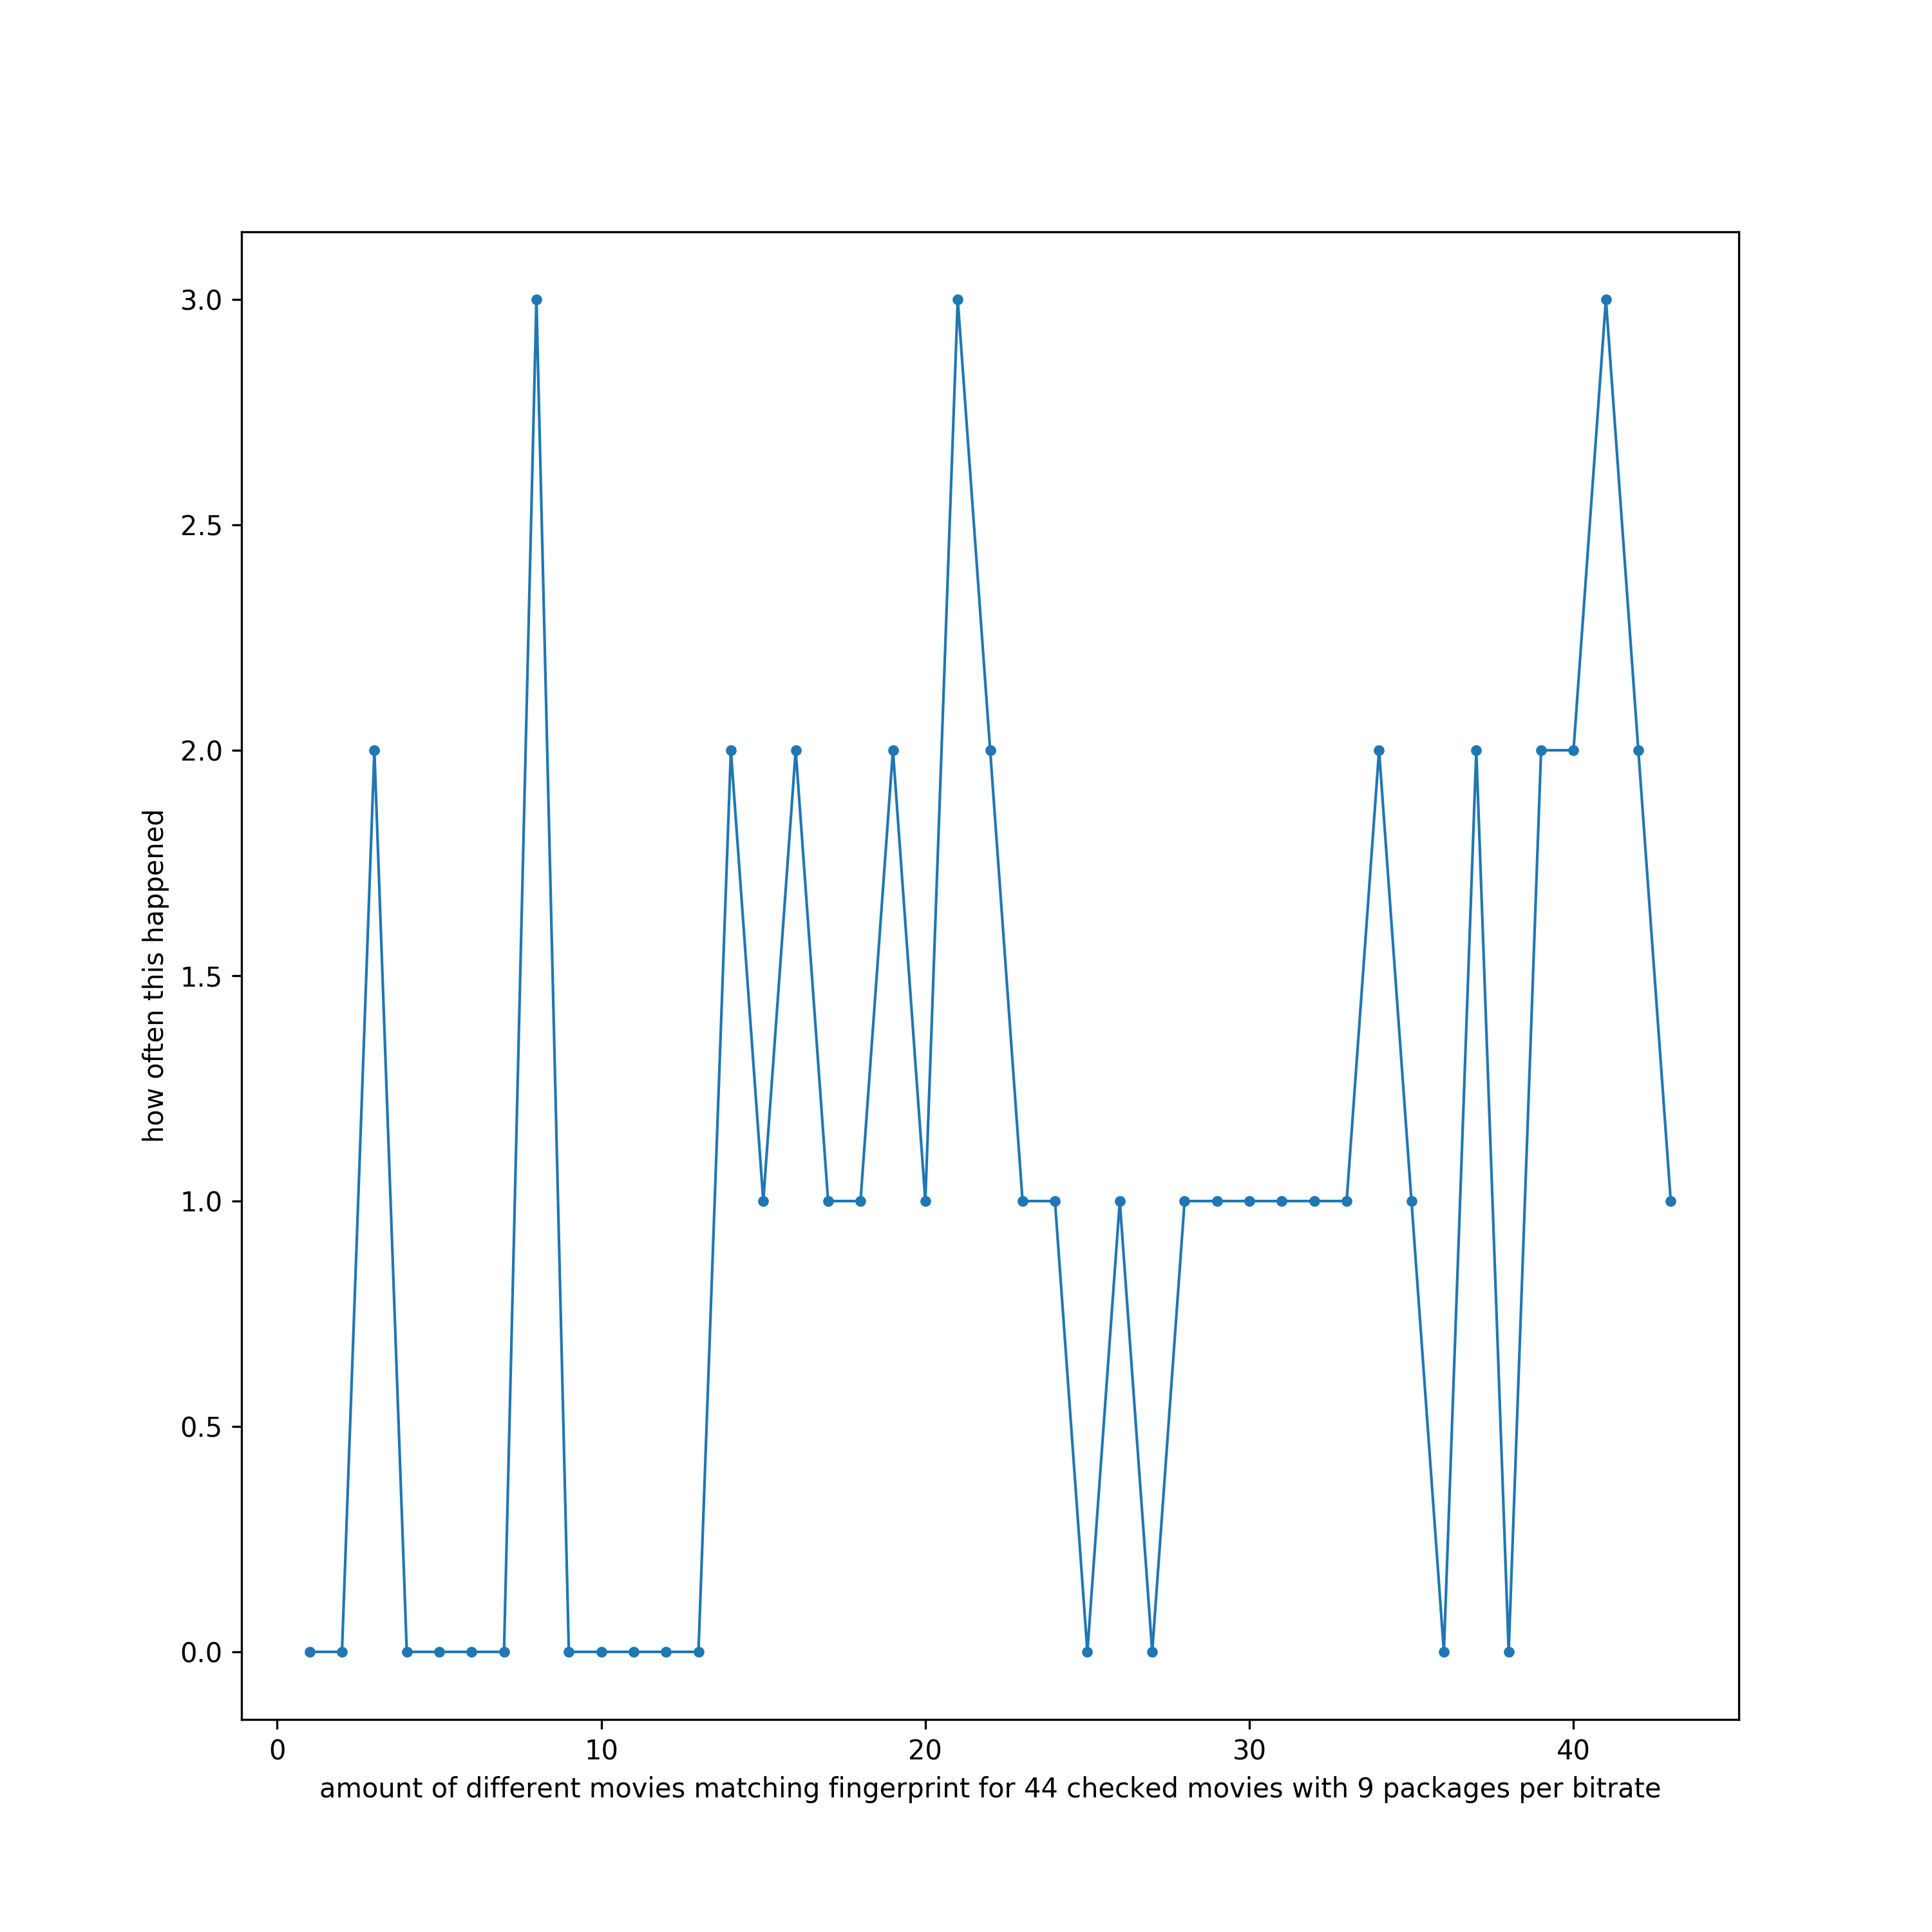 3.0
2.5
2.0
1.5
1.0
0.5
0.0
how often this happened
0 10 20 30 40
amount of different movies matching fingerprint for 44 checked movies with 9 packages per bitrate